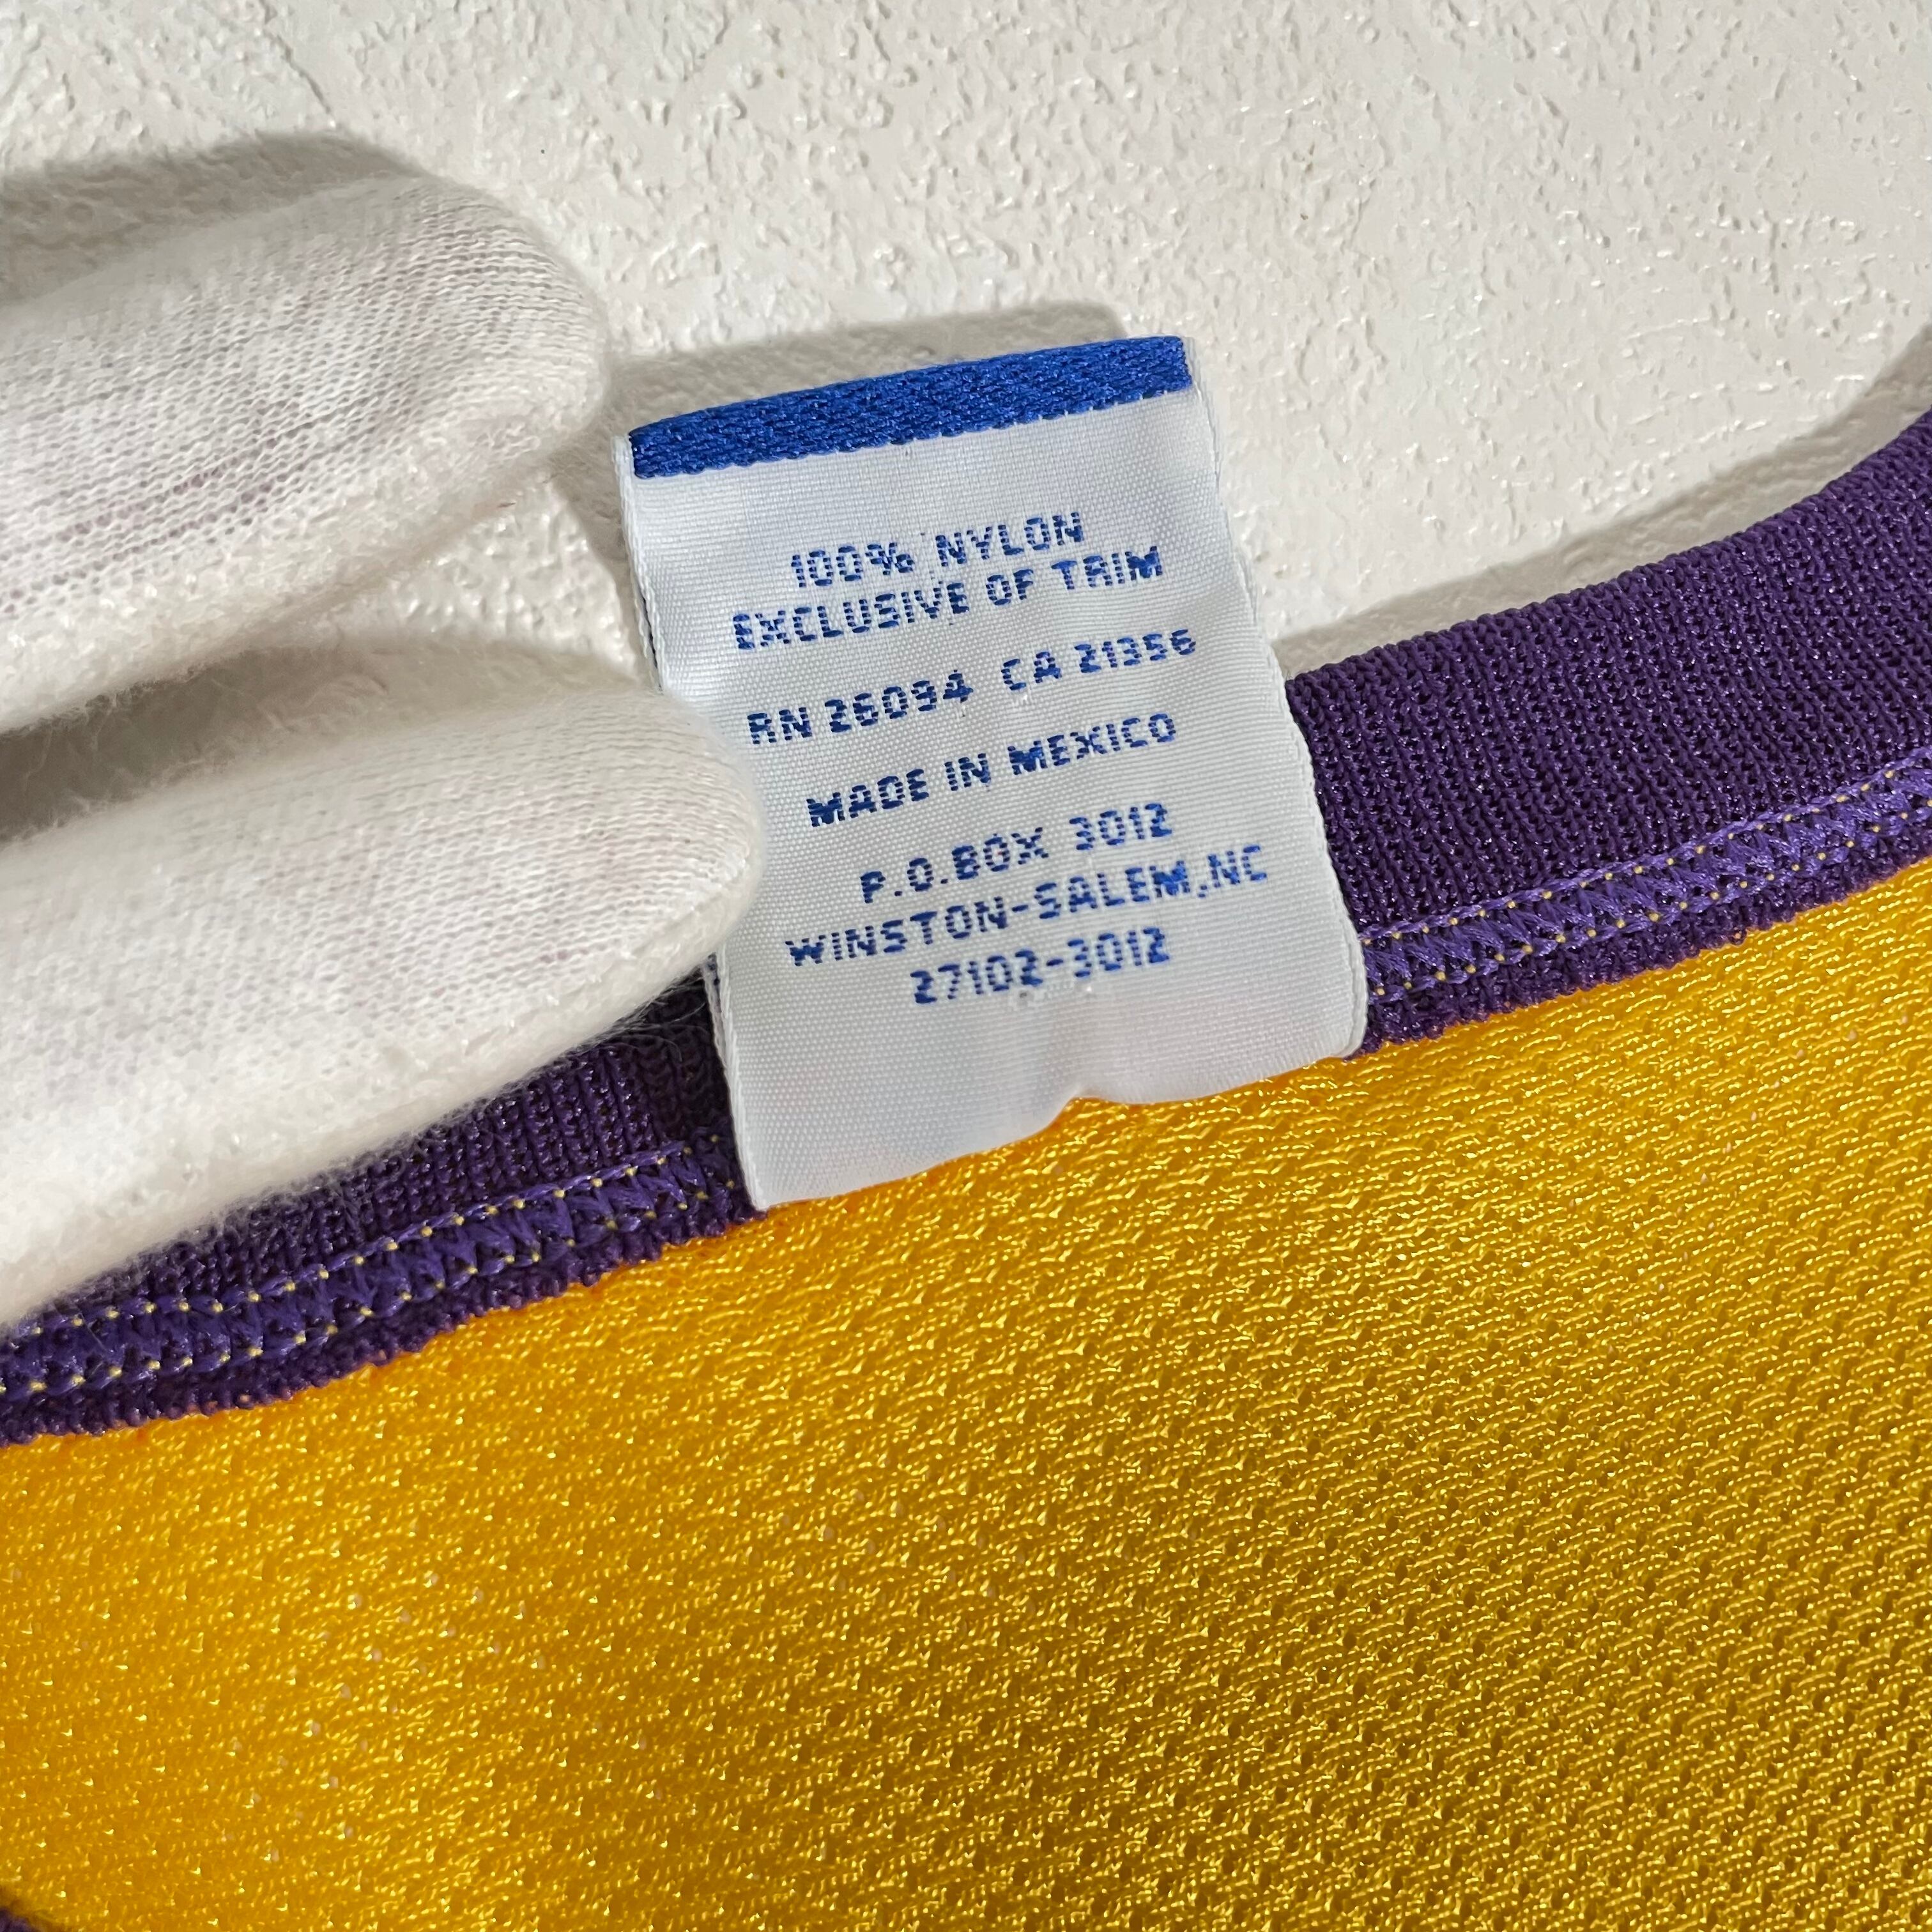 100% NYLON
EXCLUSIVE OF TRIM
RN 26094 CA 21356
MADE IN MEXICO
P.O.BOX 3012
WINSTON-SALEM,NC
27102-3012